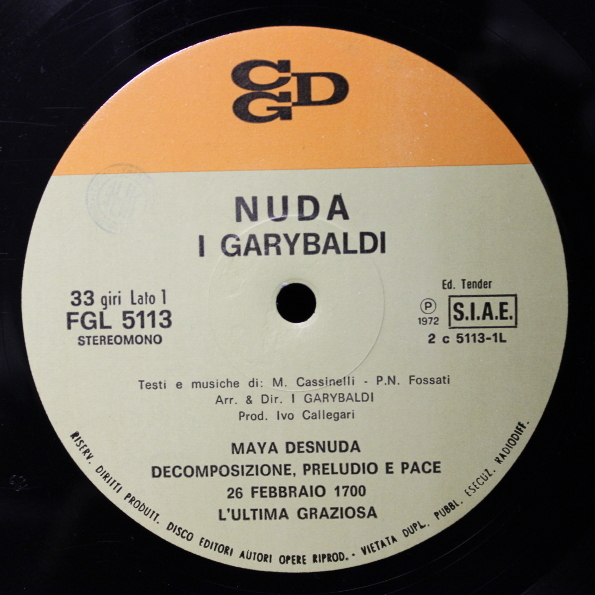 CGD
NUDA
I GARYBALDI
33 giri Lato 1
FGL 5113
STEREOMONO
Ed. Tender
Ⓟ 1972
S.I.A.E.
2 c 5113-1L
Testi e musiche di: M. Cassinelli - P.N. Fossati
Arr. & Dir. I GARYBALDI
Prod. Ivo Callegari
MAYA DESNUDA
DECOMPOSIZIONE, PRELUDIO E PACE
26 FEBBRAIO 1700
L'ULTIMA GRAZIOSA
RISERV. DIRITTI PRODUTT. DISCO EDITORI AUTORI OPERE RIPROD. - VIETATA DUPL. PUBBL. ESECUZ. RADIODIFF.